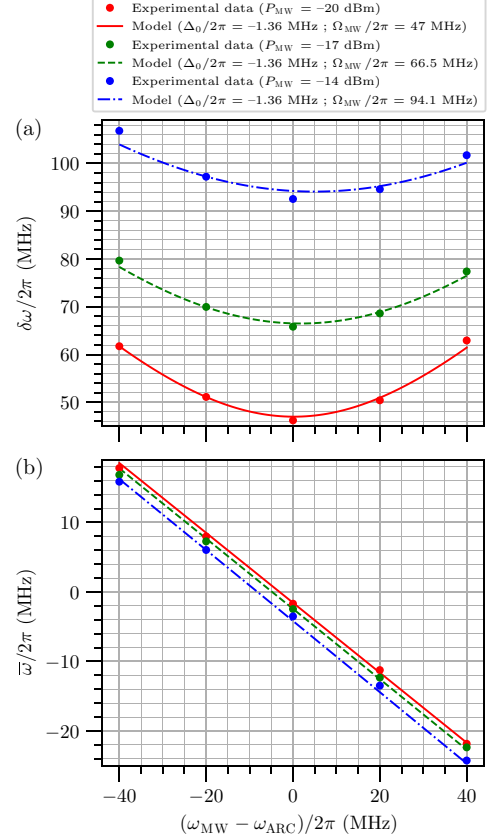 Experimental data (P_MW = –20 dBm)
Model (Δ_0/2π = –1.36 MHz ; Ω_MW/2π = 47 MHz)
Experimental data (P_MW = –17 dBm)
Model (Δ_0/2π = –1.36 MHz ; Ω_MW/2π = 66.5 MHz)
Experimental data (P_MW = –14 dBm)
Model (Δ_0/2π = –1.36 MHz ; Ω_MW/2π = 94.1 MHz)
(a)
100
90
80
70
60
50
δω/2π (MHz)
(b)
10
0
−10
−20
ω̅/2π (MHz)
−40 −20 0 20 40
(ω_MW − ω_ARC)/2π (MHz)